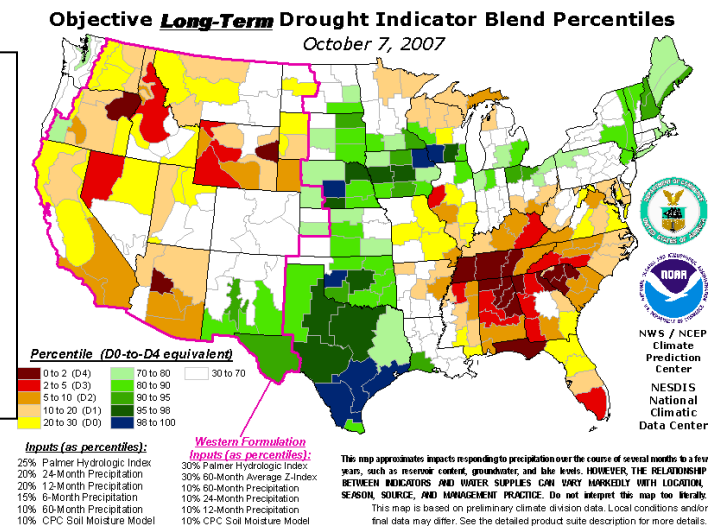 Objective Long-Term Drought Indicator Blend Percentiles
October 7, 2007
NOAA
NWS / NCEP
Climate
Prediction
Center
NESDIS
National
Climatic
Data Center
Percentile (D0-to-D4 equivalent)
0 to 2 (D4)
2 to 5 (D3)
5 to 10 (D2)
10 to 20 (D1)
20 to 30 (D0)
70 to 80
80 to 90
90 to 95
95 to 98
98 to 100
30 to 70
Inputs (as percentiles):
25% Palmer Hydrologic Index
20% 24-Month Precipitation
20% 12-Month Precipitation
15% 6-Month Precipitation
10% 60-Month Precipitation
10% CPC Soil Moisture Model
Western Formulation
Inputs (as percentiles):
30% Palmer Hydrologic Index
30% 60-Month Average Z-Index
10% 60-Month Precipitation
10% 24-Month Precipitation
10% 12-Month Precipitation
10% CPC Soil Moisture Model
This map approximates impacts responding to precipitation over the course of several months to a few
years, such as reservoir content, groundwater, and lake levels. HOWEVER, THE RELATIONSHIP
BETWEEN INDICATORS AND WATER SUPPLIES CAN VARY MARKEDLY WITH LOCATION,
SEASON, SOURCE, AND MANAGEMENT PRACTICE. Do not interpret this map too literally.
This map is based on preliminary climate division data. Local conditions and/or
final data may differ. See the detailed product suite description for more details.